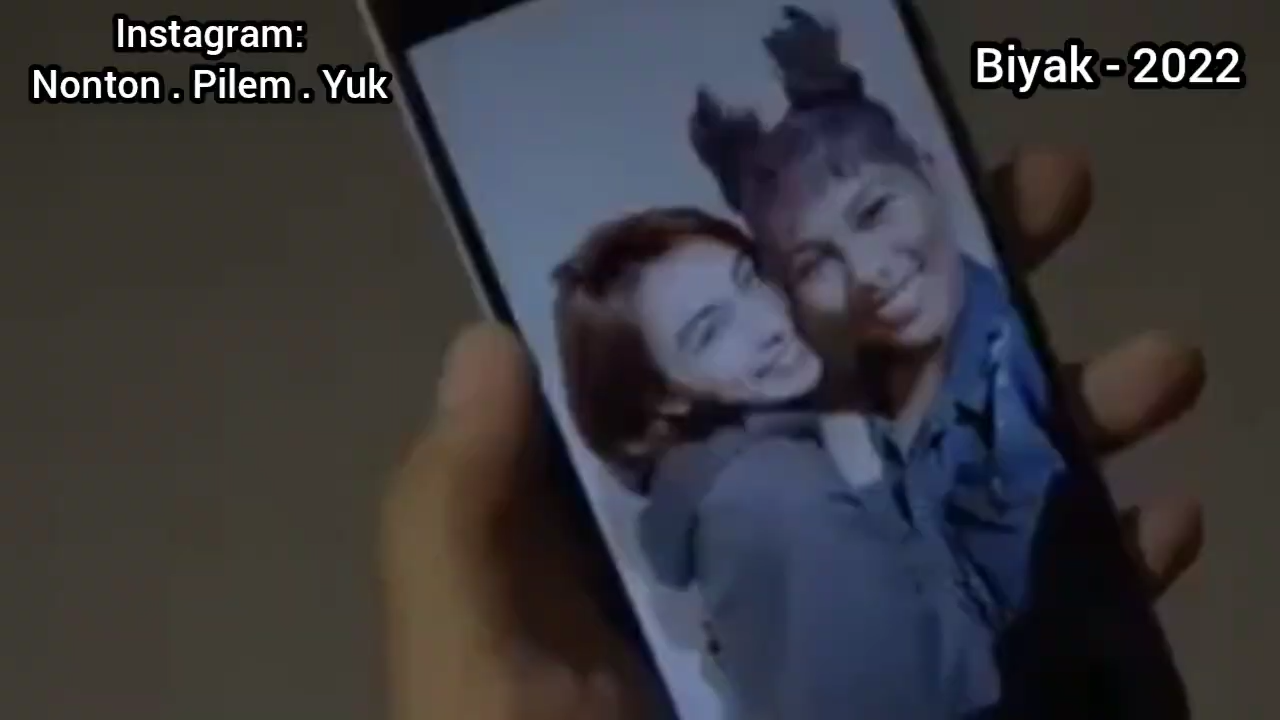 Instagram:
Nonton . Pilem . Yuk
Biyak - 2022